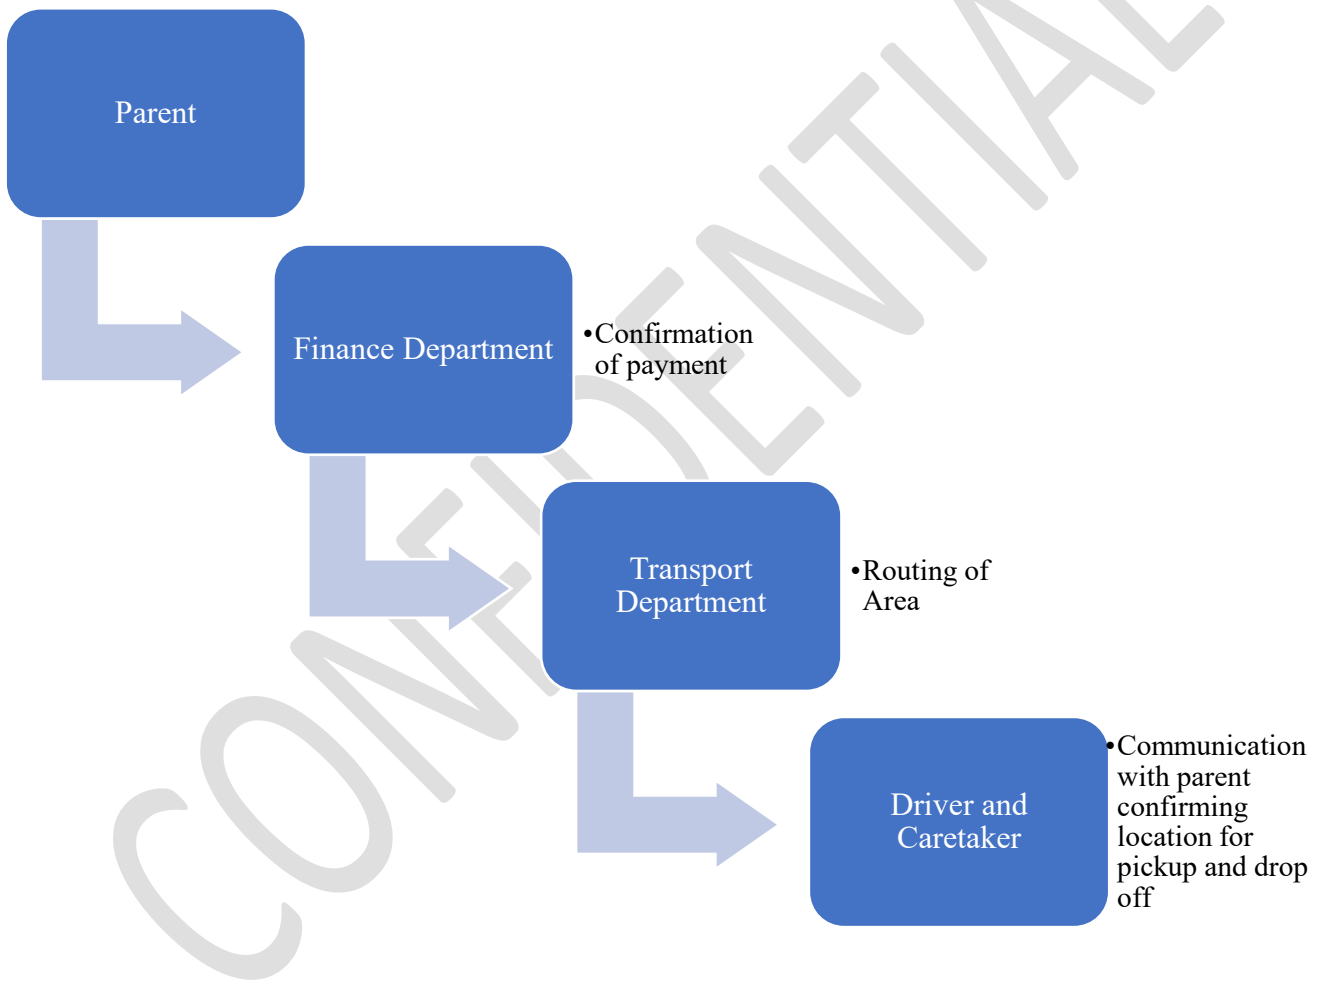 Parent
Finance Department
•Confirmation
of payment
Transport
Department
•Routing of
Area
Driver and
Caretaker
•Communication
with parent
confirming
location for
pickup and drop
off
CONFIDENTIAL